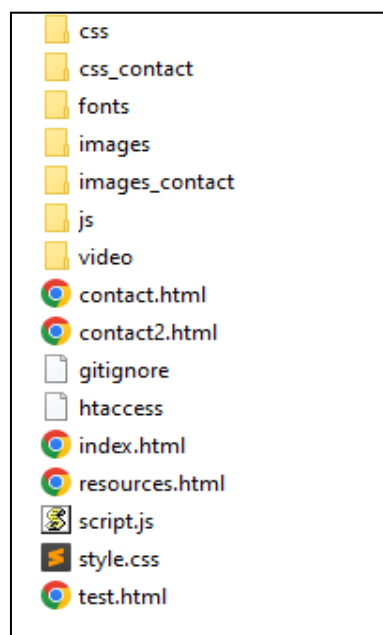 css
css_contact
fonts
images
images_contact
js
video
contact.html
contact2.html
gitignore
htaccess
index.html
resources.html
script.js
style.css
test.html